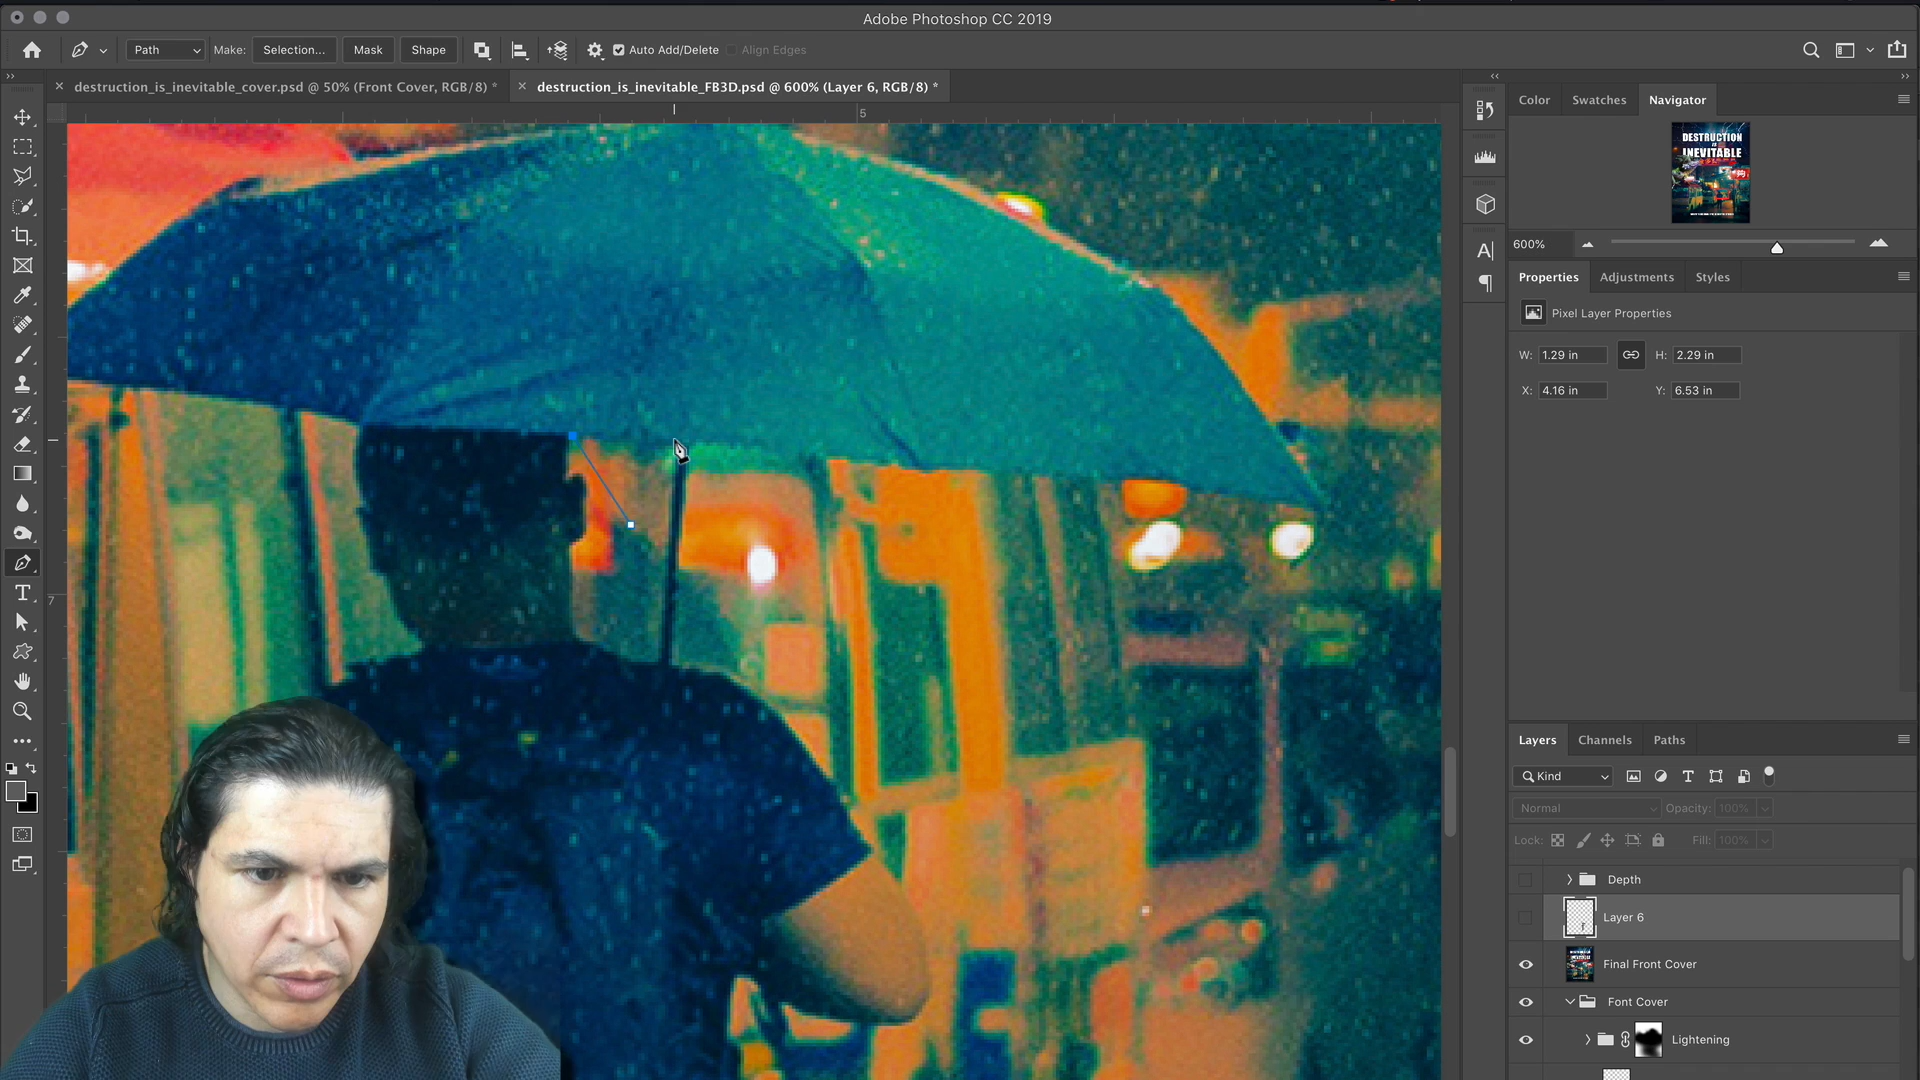 Adobe Photoshop CC 2019
Path Make: Selection... Mask Shape Auto Add/Delete Align Edges
destruction_is_inevitable_cover.psd @ 50% (Front Cover, RGB/8) * destruction_is_inevitable_FB3D.psd @ 600% (Layer 6, RGB/8) *
5
7
Color Swatches Navigator
DESTRUCTION
IS
INEVITABLE
600%
Properties Adjustments Styles
Pixel Layer Properties
W: 1.29 in H: 2.29 in
X: 4.16 in Y: 6.53 in
Layers Channels Paths
Kind
Normal Opacity: 100%
Lock: Fill: 100%
Depth
Layer 6
Final Front Cover
Font Cover
Lightening